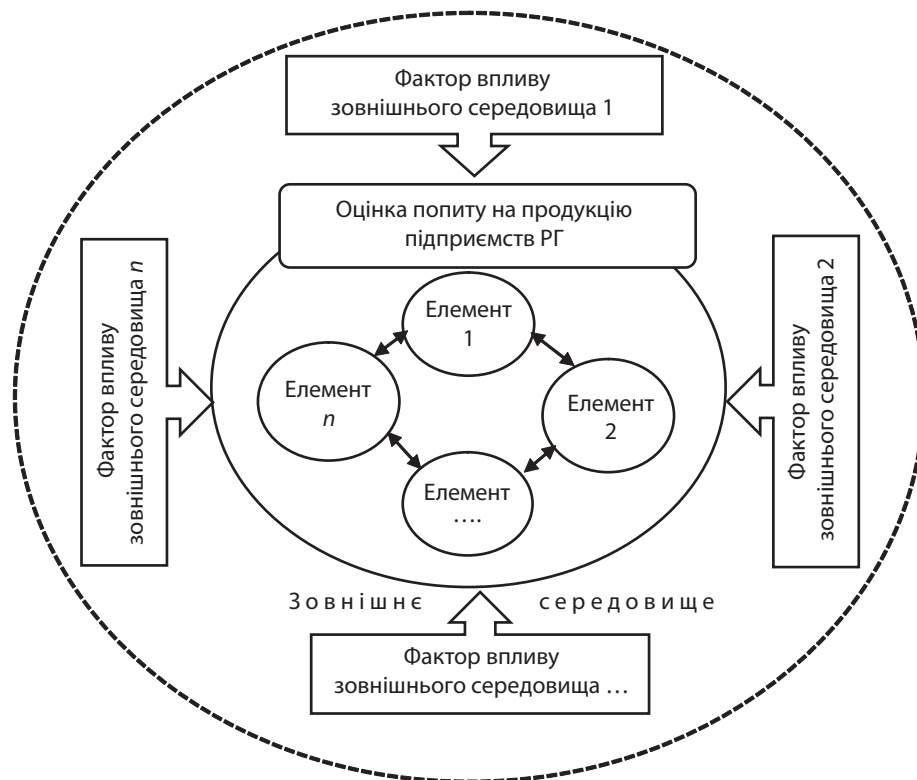 Фактор впливу
зовнішнього середовища 1
Оцінка попиту на продукцію
підприємств РГ
Фактор впливу
зовнішнього середовища n
Елемент
1
Елемент
n
Елемент
2
Елемент
….
Фактор впливу
зовнішнього середовища 2
Зовнішнє середовище
Фактор впливу
зовнішнього середовища …